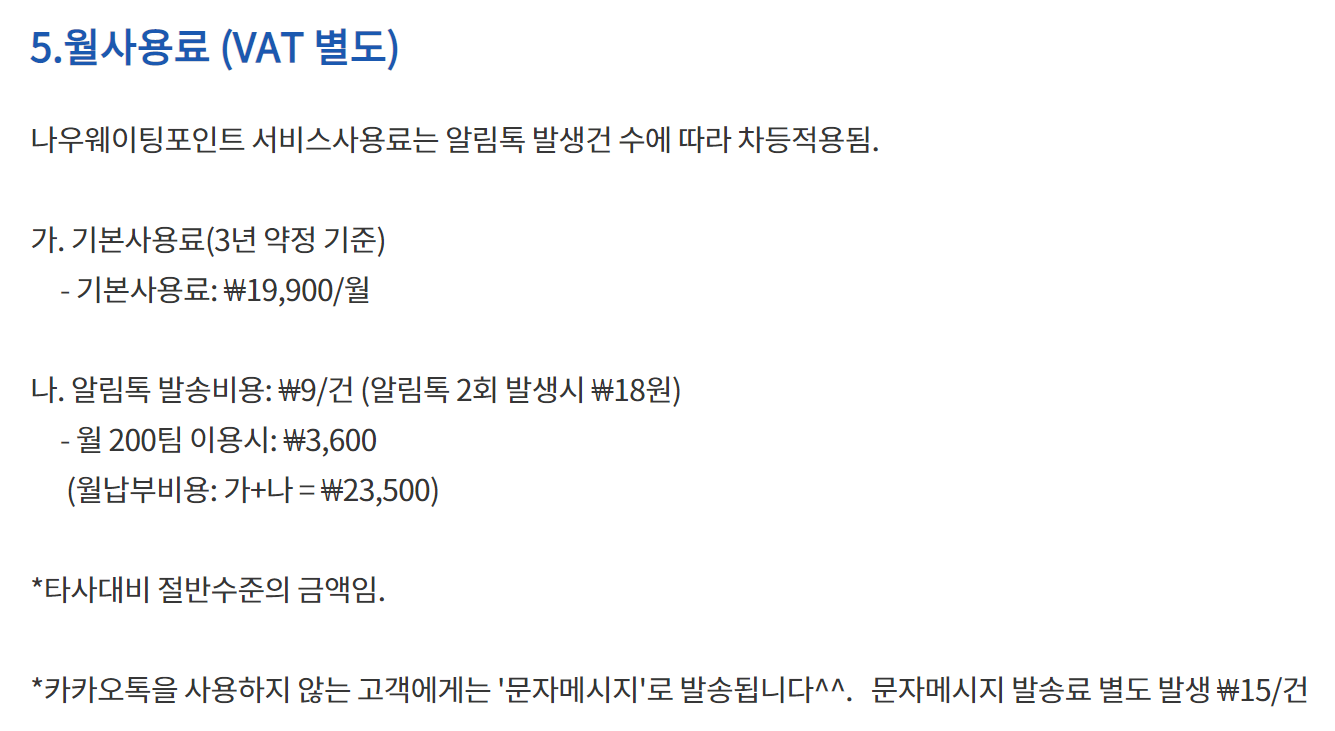 5.월사용료 (VAT 별도)
나우웨이팅포인트 서비스사용료는 알림톡 발생건 수에 따라 차등적용됨.
가. 기본사용료(3년 약정 기준)
- 기본사용료: ₩19,900/월
나. 알림톡 발송비용: ₩9/건 (알림톡 2회 발생시 ₩18원)
- 월 200팀 이용시: ₩3,600
(월납부비용: 가+나 = ₩23,500)
*타사대비 절반수준의 금액임.
*카카오톡을 사용하지 않는 고객에게는 '문자메시지'로 발송됩니다^^. 문자메시지 발송료 별도 발생 ₩15/건